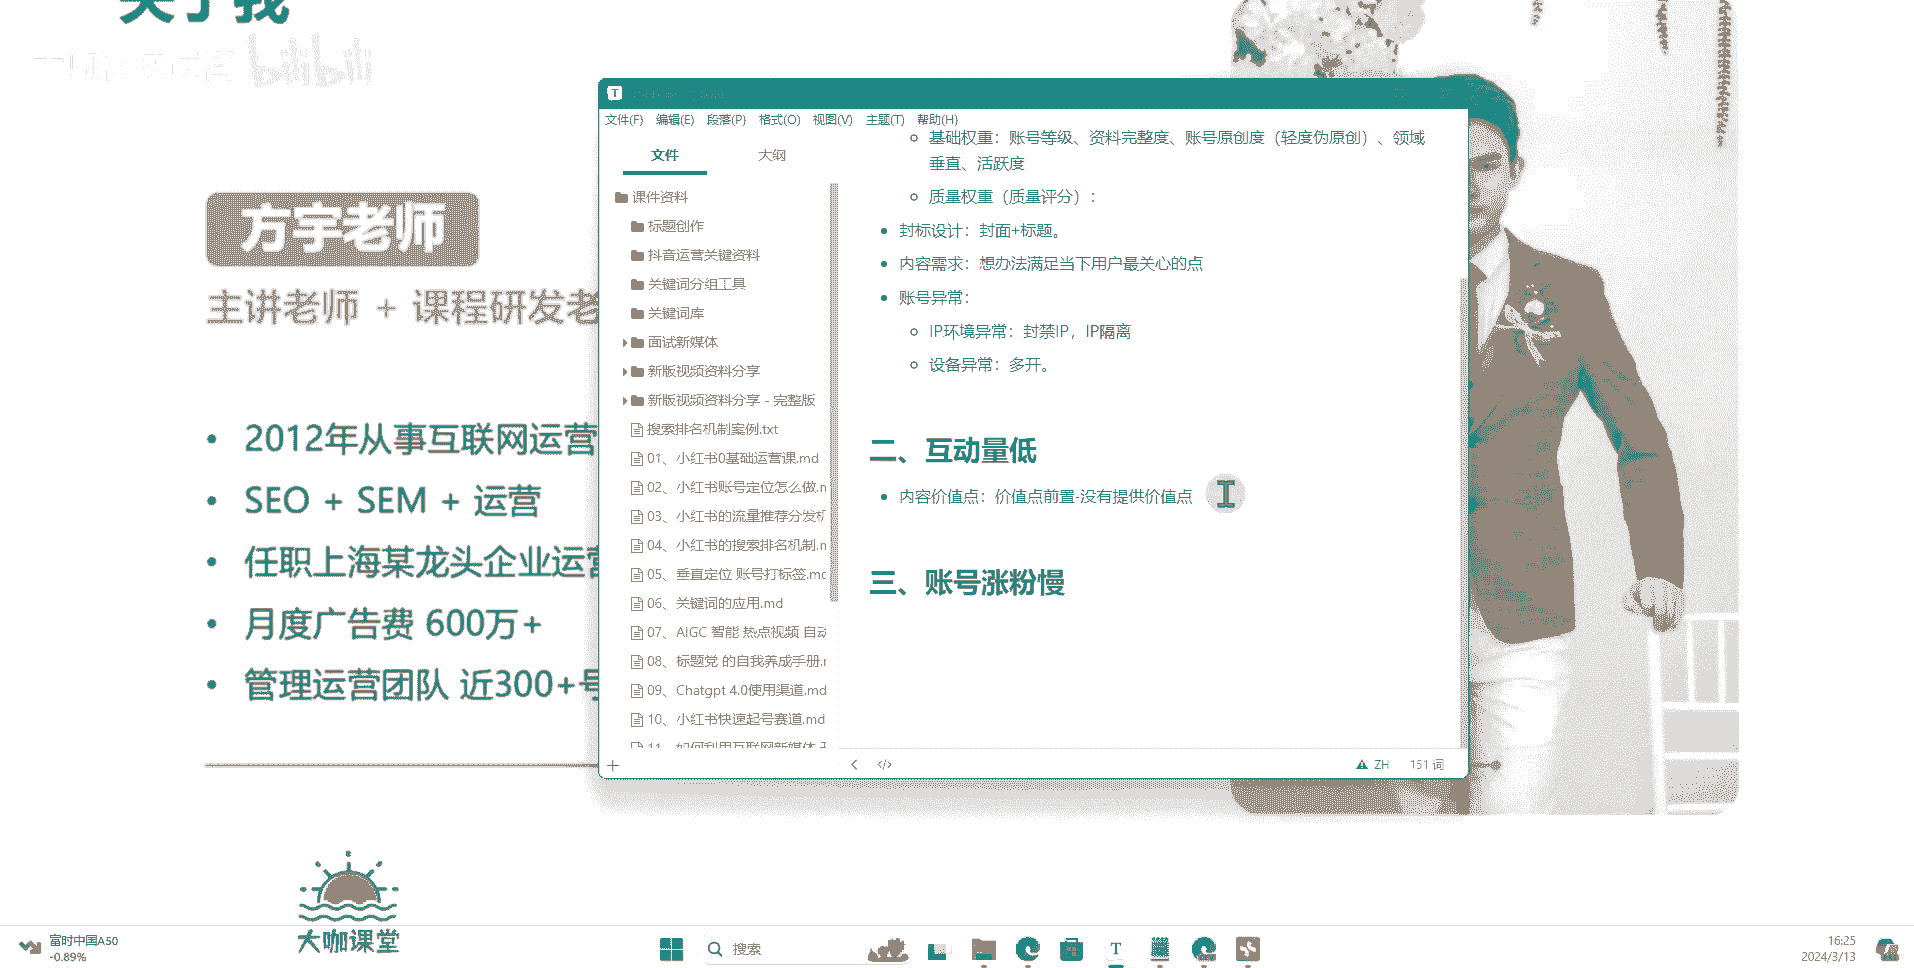 关于我
bilibili
方宇老师
主讲老师 + 课程研发老
2012年从事互联网运营
SEO + SEM + 运营
任职上海某龙头企业运营
月度广告费 600万+
管理运营团队 近300+号
大咖课堂
T
文件(F) 编辑(E) 段落(P) 格式(O) 视图(V) 主题(T) 帮助(H)
文件 大纲
课件资料
标题创作
抖音运营关键资料
关键词分组工具
关键词库
面试新媒体
新版视频资料分享
新版视频资料分享 - 完整版
搜索排名机制案例.txt
01、小红书0基础运营课.md
02、小红书账号定位怎么做.m
03、小红书的流量推荐分发机
04、小红书的搜索排名机制.m
05、垂直定位 账号打标签.mc
06、关键词的应用.md
07、AIGC 智能 热点视频 自动
08、标题党 的自我养成手册.r
09、Chatgpt 4.0使用渠道.md
10、小红书快速起号赛道.md
11、如何利用互联网新媒体
基础权重：账号等级、资料完整度、账号原创度（轻度伪原创）、领域
垂直、活跃度
质量权重（质量评分）：
封标设计：封面+标题。
内容需求：想办法满足当下用户最关心的点
账号异常：
IP环境异常：封禁IP，IP隔离
设备异常：多开。
二、互动量低
内容价值点：价值点前置-没有提供价值点
三、账号涨粉慢
ZH 151 词
富时中国A50
-0.89%
搜索
T
16:25
2024/3/13